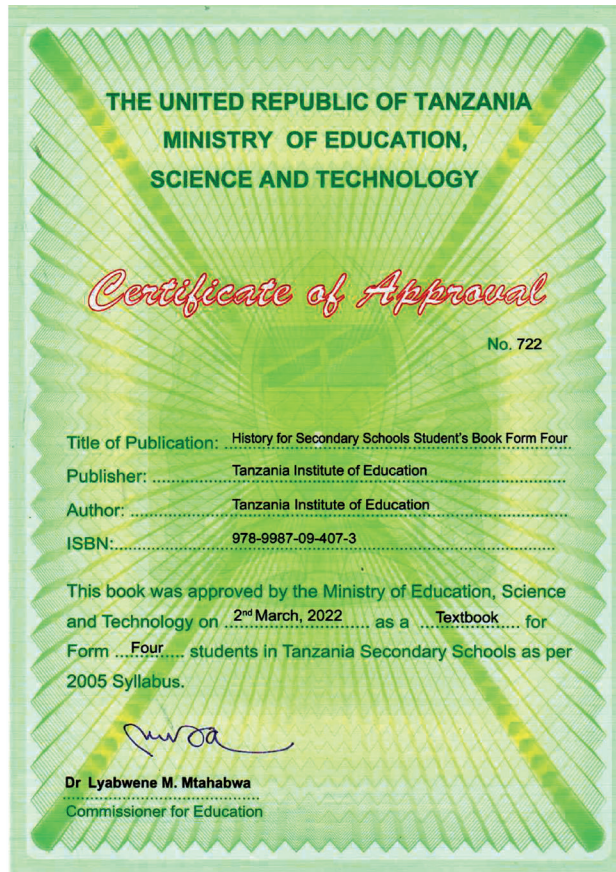 THE UNITED REPUBLIC OF TANZANIA
MINISTRY OF EDUCATION,
SCIENCE AND TECHNOLOGY
Certificate of Approval
No. 722
Title of Publication: History for Secondary Schools Student's Book Form Four
Publisher: Tanzania Institute of Education
Author: Tanzania Institute of Education
ISBN: 978-9987-09-407-3
This book was approved by the Ministry of Education, Science
and Technology on 2nd March, 2022 as a Textbook for
Form Four students in Tanzania Secondary Schools as per
2005 Syllabus.
Dr Lyabwene M. Mtahabwa
Commissioner for Education